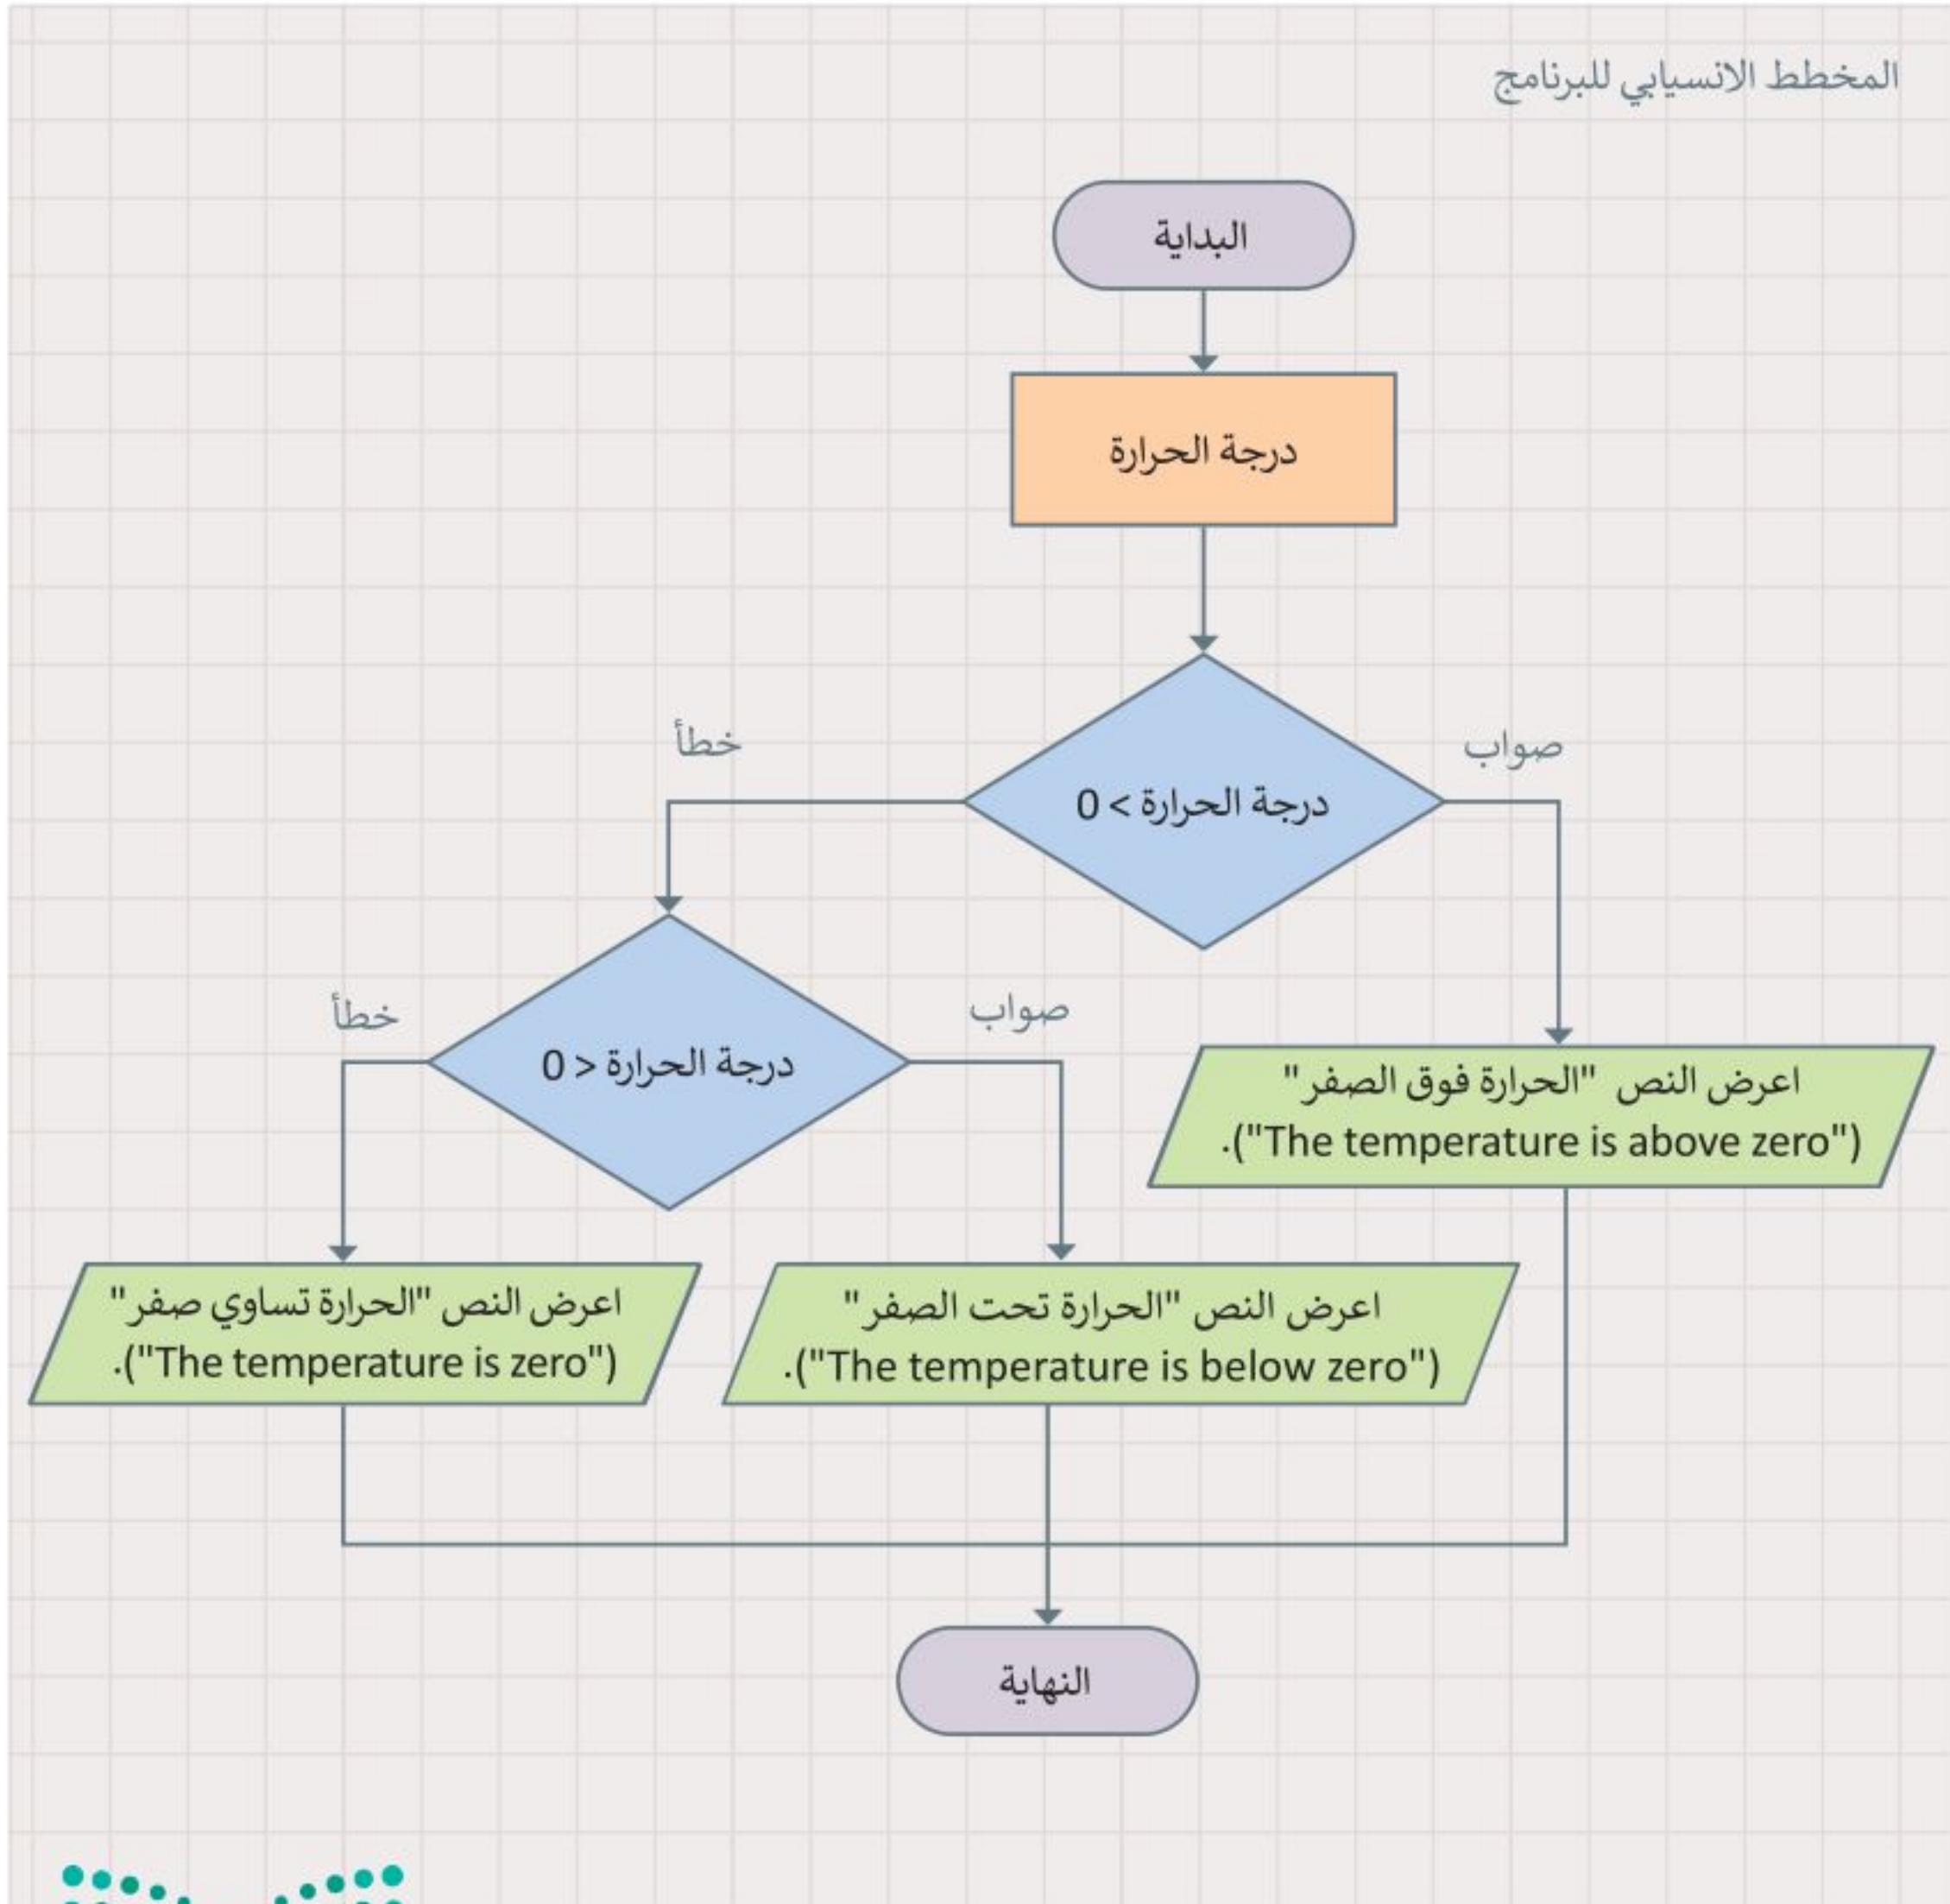 المخطط الانسيابي للبرنامج
البداية
درجة الحرارة
درجة الحرارة > 0
صواب
خطأ
درجة الحرارة < 0
صواب
خطأ
اعرض النص "الحرارة فوق الصفر"
("The temperature is above zero").
اعرض النص "الحرارة تحت الصفر"
("The temperature is below zero").
اعرض النص "الحرارة تساوي صفر"
("The temperature is zero").
النهاية